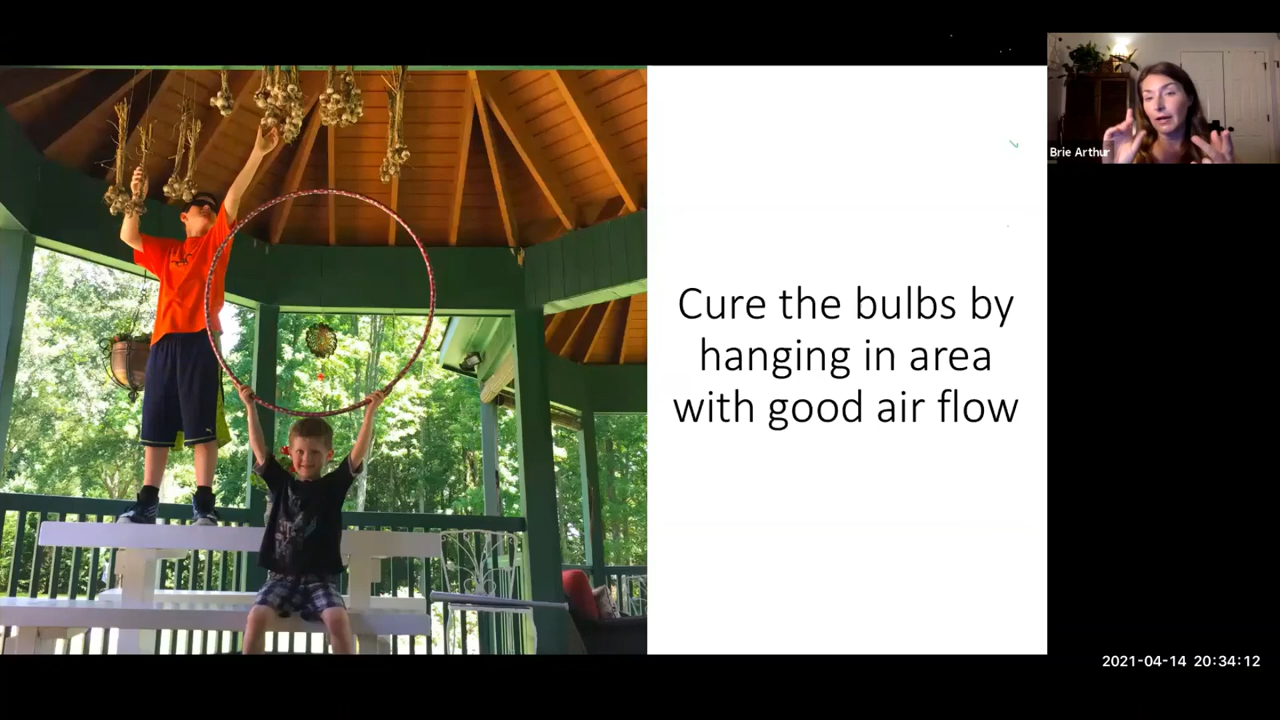 Cure the bulbs by
hanging in area
with good air flow
Brie Arthur
2021-04-14 20:34:12